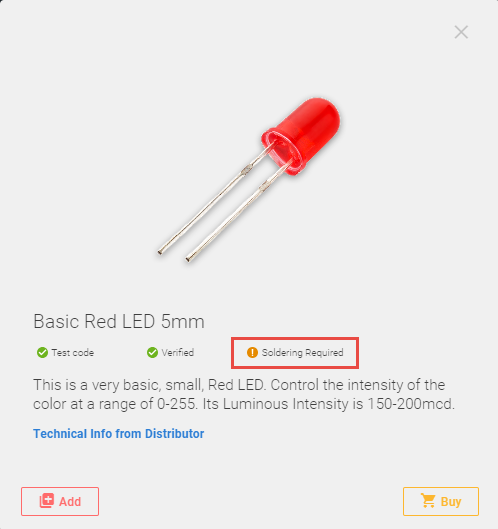 Basic Red LED 5mm
Test code
Verified
Soldering Required
This is a very basic, small, Red LED. Control the intensity of the
color at a range of 0-255. Its Luminous Intensity is 150-200mcd.
Technical Info from Distributor
Add
Buy